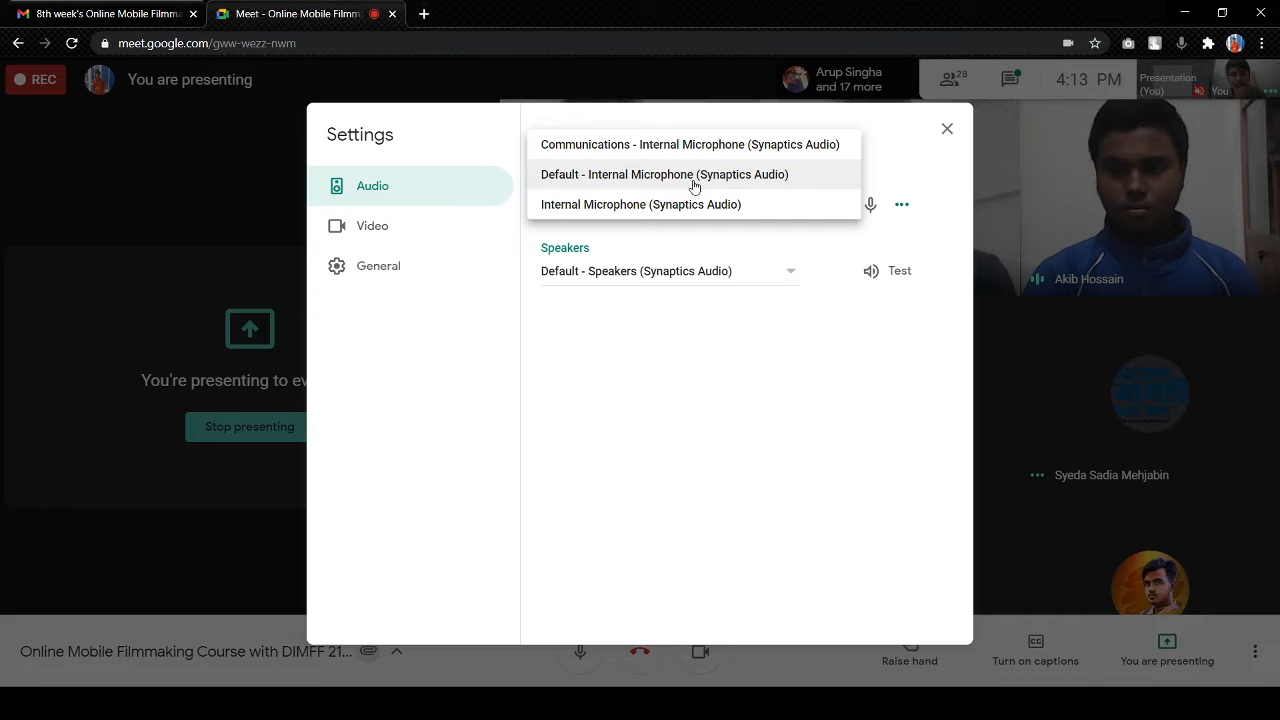 8th week's Online Mobile Filmma
Meet - Online Mobile Filmm
meet.google.com/gww-wezz-nwm
REC
You are presenting
Arup Singha
and 17 more
28
4:13 PM
Presentation
(You)
You
Settings
Audio
Video
General
Communications - Internal Microphone (Synaptics Audio)
Default - Internal Microphone (Synaptics Audio)
Internal Microphone (Synaptics Audio)
Speakers
Default - Speakers (Synaptics Audio)
Test
Akib Hossain
You're presenting to ev
Stop presenting
Syeda Sadia Mehjabin
Online Mobile Filmmaking Course with DIMFF 21...
Raise hand
CC
Turn on captions
You are presenting